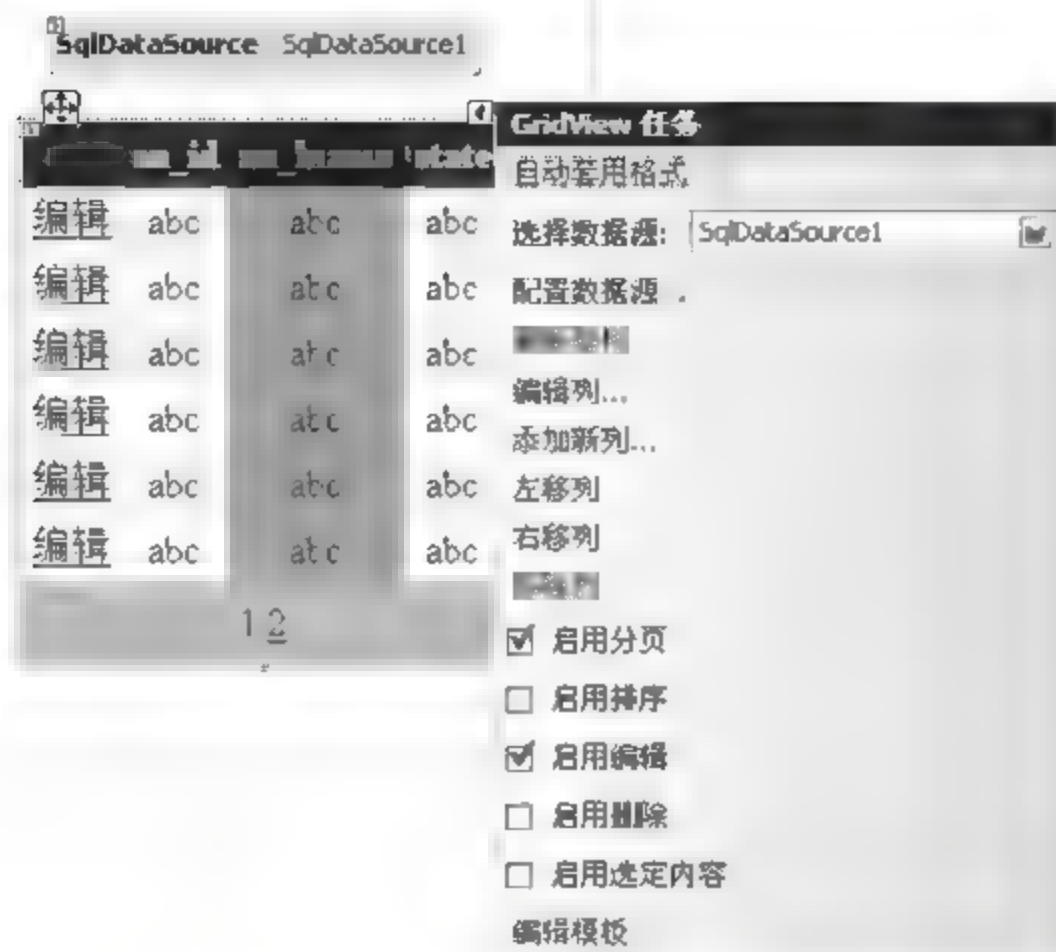 SqlDataSource SqlDataSource1
编辑 abc abc abc
编辑 abc abc abc
编辑 abc abc abc
编辑 abc abc abc
编辑 abc abc abc
编辑 abc abc abc
1 2
GridView 任务
自动套用格式
选择数据源: SqlDataSource1
配置数据源
编辑列...
添加新列...
左移列
右移列
启用分页
启用排序
启用编辑
启用删除
启用选定内容
编辑模板